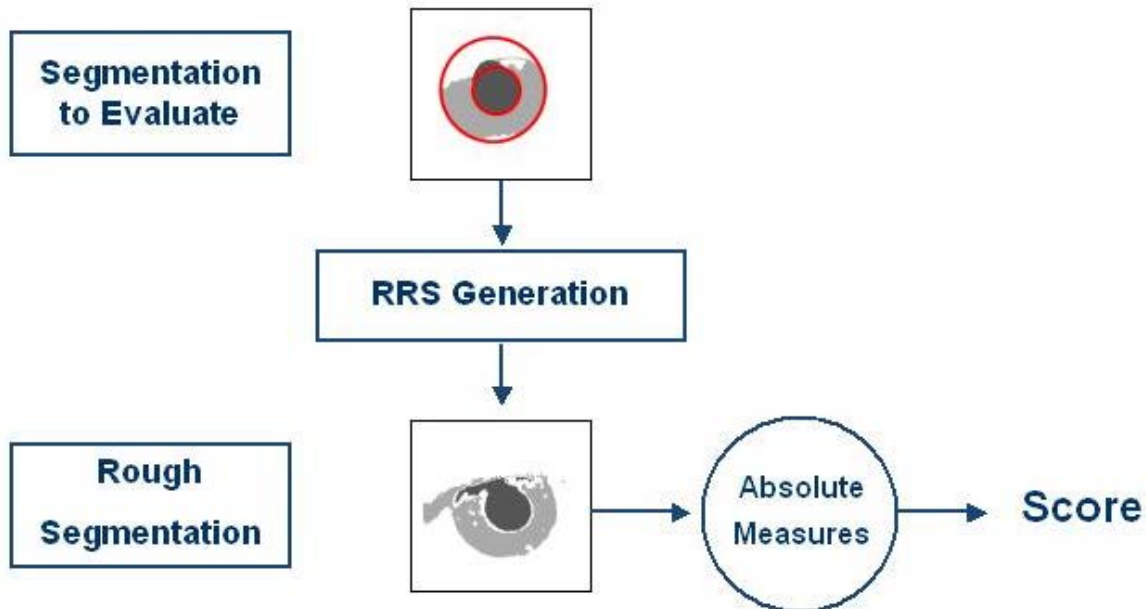 Segmentation
to Evaluate
RRS Generation
Rough
Segmentation
Absolute
Measures
Score